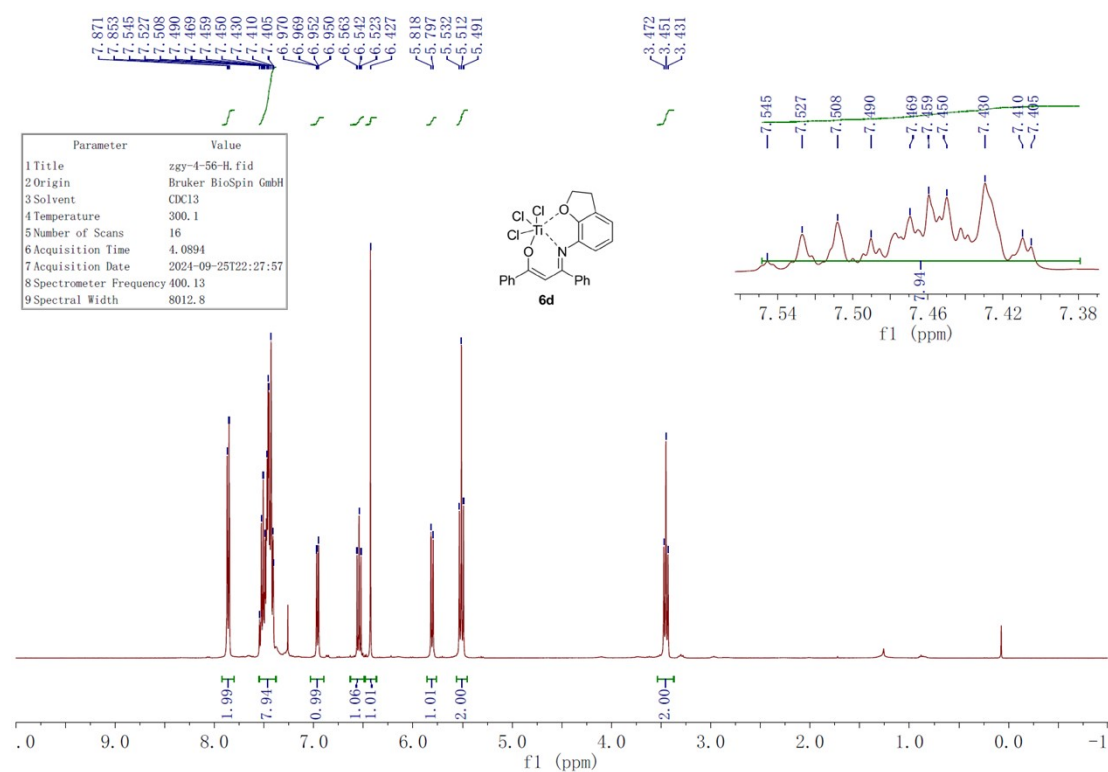 7.871
7.853
7.545
7.527
7.508
7.490
7.469
7.459
7.450
7.430
7.410
7.405
6.970
6.969
6.952
6.950
6.563
6.542
6.523
6.427
5.818
5.797
5.532
5.512
5.491
3.472
3.451
3.431
Parameter Value
1 Title zgy-4-56-H.fid
2 Origin Bruker BioSpin GmbH
3 Solvent CDCl3
4 Temperature 300.1
5 Number of Scans 16
6 Acquisition Time 4.0894
7 Acquisition Date 2024-09-25T22:27:57
8 Spectrometer Frequency 400.13
9 Spectral Width 8012.8
Cl
Cl O
Ti
Cl
O N
Ph Ph
6d
7.545
7.527
7.508
7.490
7.469
7.459
7.450
7.430
7.410
7.405
7.94
7.54 7.50 7.46 7.42 7.38
f1 (ppm)
1.99
7.94
0.99
1.06
1.01
1.01
2.00
2.00
.0 9.0 8.0 7.0 6.0 5.0 4.0 3.0 2.0 1.0 0.0 -1
f1 (ppm)